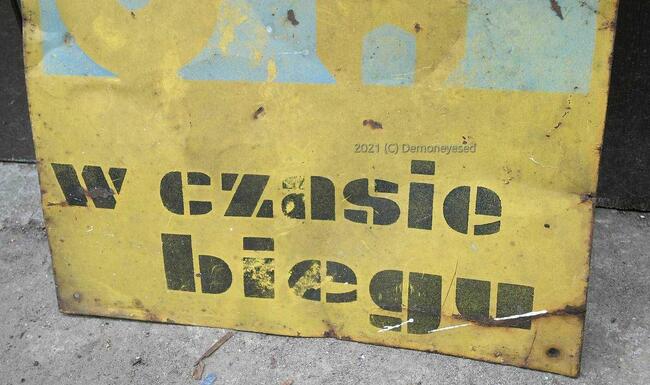 2021 (C) Demoneyesed
w czasie
biegu